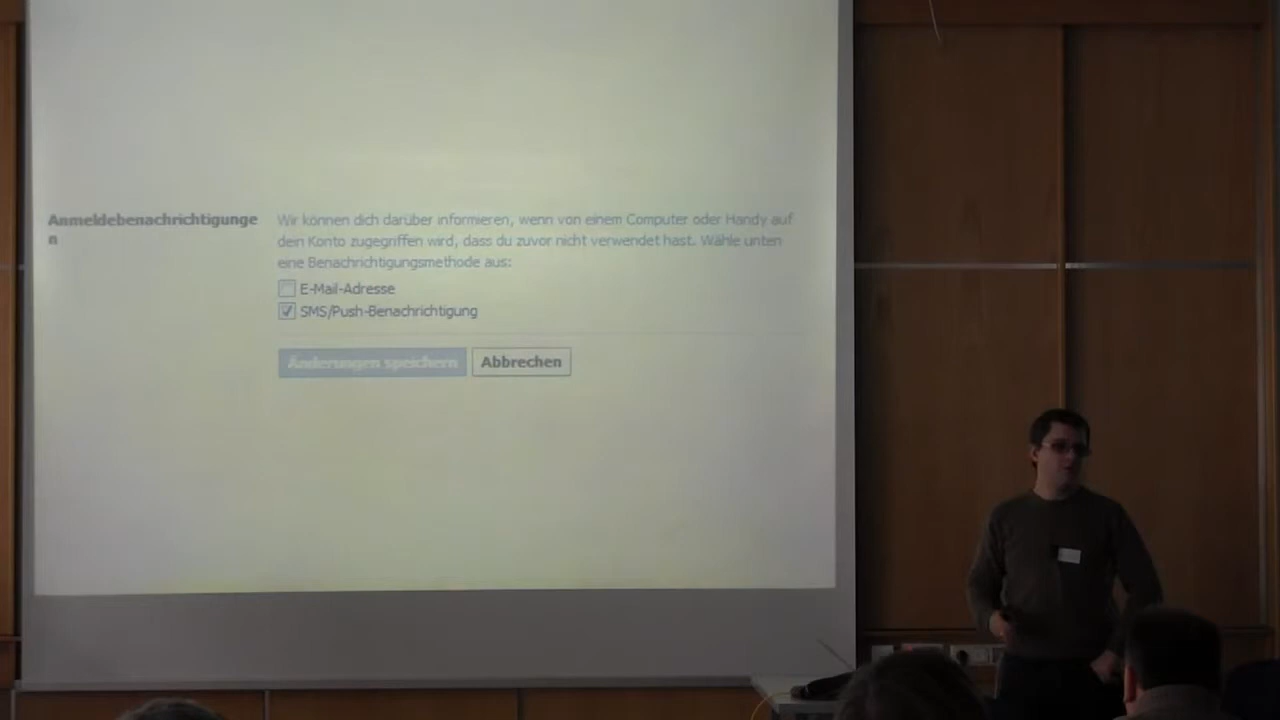 Anmeldebenachrichtigunge
n
Wir können dich darüber informieren, wenn von einem Computer oder Handy auf
dein Konto zugegriffen wird, dass du zuvor nicht verwendet hast. Wähle unten
eine Benachrichtigungsmethode aus:
E-Mail-Adresse
SMS/Push-Benachrichtigung
Änderungen speichern
Abbrechen